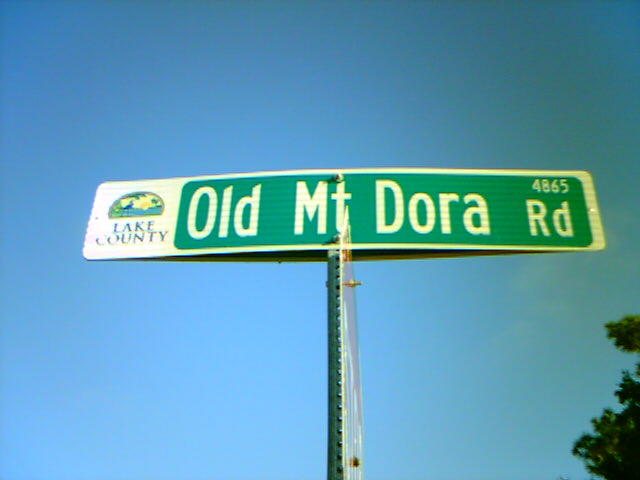 LAKE
COUNTY
Old Mt Dora Rd
4865